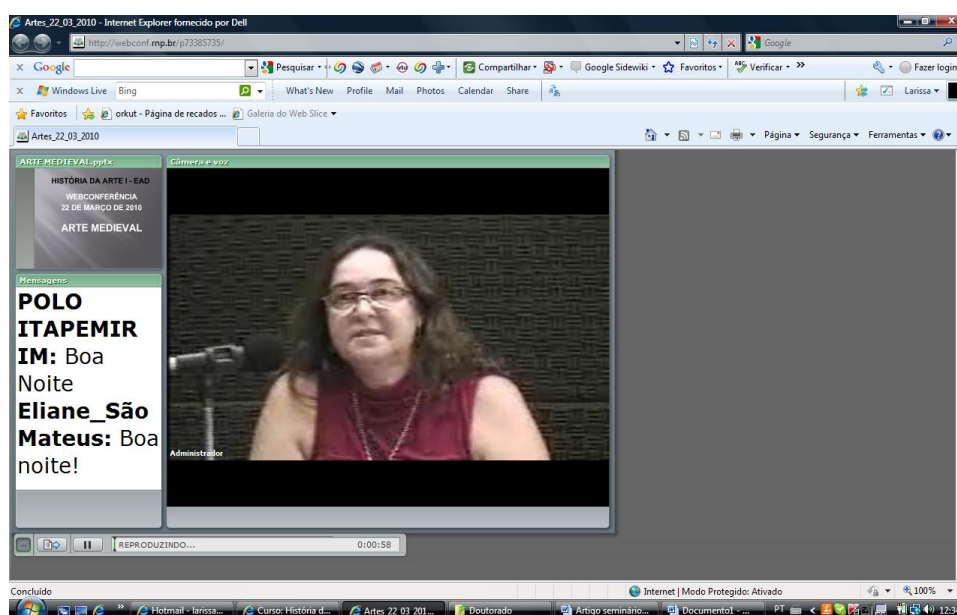 Artes_22_03_2010 - Internet Explorer fornecido por Dell
http://webconf.rnp.br/p73385735/
Google
x Google
Pesquisar
Compartilhar
Google Sidewiki
Favoritos
Verificar
Fazer login
x Windows Live
Bing
What's New
Profile
Mail
Photos
Calendar
Share
Larissa
Favoritos
orkut - Página de recados ...
Galeria do Web Slice
Artes_22_03_2010
Página
Segurança
Ferramentas
ARTE MEDIEVAL.pptx
HISTÓRIA DA ARTE I - EAD
WEBCONFERÊNCIA
22 DE MARÇO DE 2010
ARTE MEDIEVAL
Câmera e voz
Administrador
Mensagens
POLO
ITAPEMIR
IM: Boa
Noite
Eliane_São
Mateus: Boa
noite!
REPRODUZINDO...
0:00:58
Concluído
Internet | Modo Protegido: Ativado
100%
Hotmail - larissa...
Curso: História d...
Artes_22_03_201...
Doutorado
Artigo seminário...
Documento1 - ...
PT
12:34